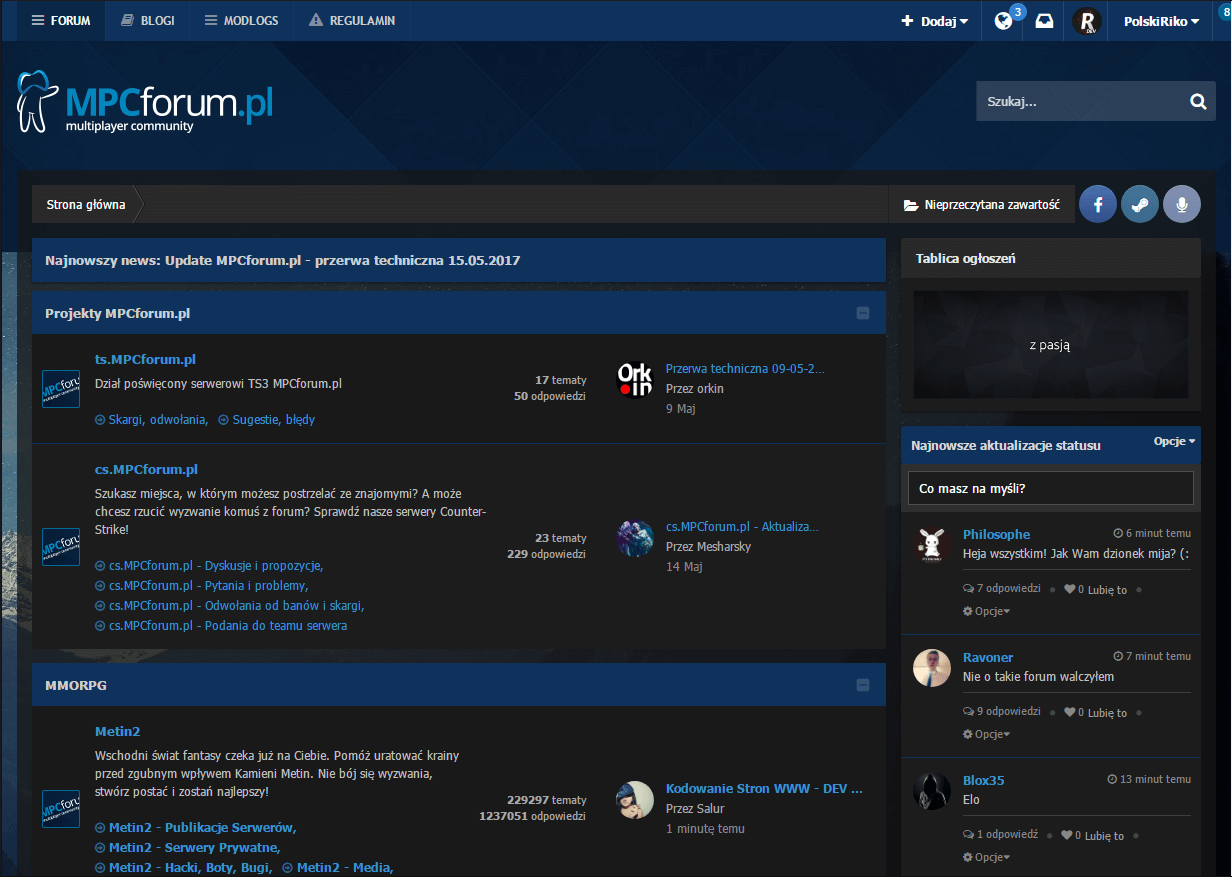 FORUM
BLOGI
MODLOGS
REGULAMIN
Dodaj
3
R
DEV
PolskiRiko
8
MPCforum.pl
multiplayer community
Szukaj...
Strona główna
Nieprzeczytana zawartość
Najnowszy news: Update MPCforum.pl - przerwa techniczna 15.05.2017
Projekty MPCforum.pl
ts.MPCforum.pl
Dział poświęcony serwerowi TS3 MPCforum.pl
Skargi, odwołania, Sugestie, błędy
17 tematy
50 odpowiedzi
Ork
in
Przerwa techniczna 09-05-2...
Przez orkin
9 Maj
cs.MPCforum.pl
Szukasz miejsca, w którym możesz postrzelać ze znajomymi? A może
chcesz rzucić wyzwanie komuś z forum? Sprawdź nasze serwery Counter-
Strike!
cs.MPCforum.pl - Dyskusje i propozycje,
cs.MPCforum.pl - Pytania i problemy,
cs.MPCforum.pl - Odwołania od banów i skargi,
cs.MPCforum.pl - Podania do teamu serwera
23 tematy
229 odpowiedzi
cs.MPCforum.pl - Aktualiza...
Przez Mesharsky
14 Maj
MMORPG
Metin2
Wschodni świat fantasy czeka już na Ciebie. Pomóż uratować krainy
przed zgubnym wpływem Kamieni Metin. Nie bój się wyzwania,
stwórz postać i zostań najlepszy!
Metin2 - Publikacje Serwerów,
Metin2 - Serwery Prywatne,
Metin2 - Hacki, Boty, Bugi, Metin2 - Media,
229297 tematy
1237051 odpowiedzi
Kodowanie Stron WWW - DEV ...
Przez Salur
1 minutę temu
Tablica ogłoszeń
z pasją
Najnowsze aktualizacje statusu
Opcje
Co masz na myśli?
Philosophe
6 minut temu
Heja wszystkim! Jak Wam dzionek mija? (:
7 odpowiedzi 0 Lubię to
Opcje
Ravoner
7 minut temu
Nie o takie forum walczyłem
9 odpowiedzi 0 Lubię to
Opcje
Blox35
13 minut temu
Elo
1 odpowiedź 0 Lubię to
Opcje